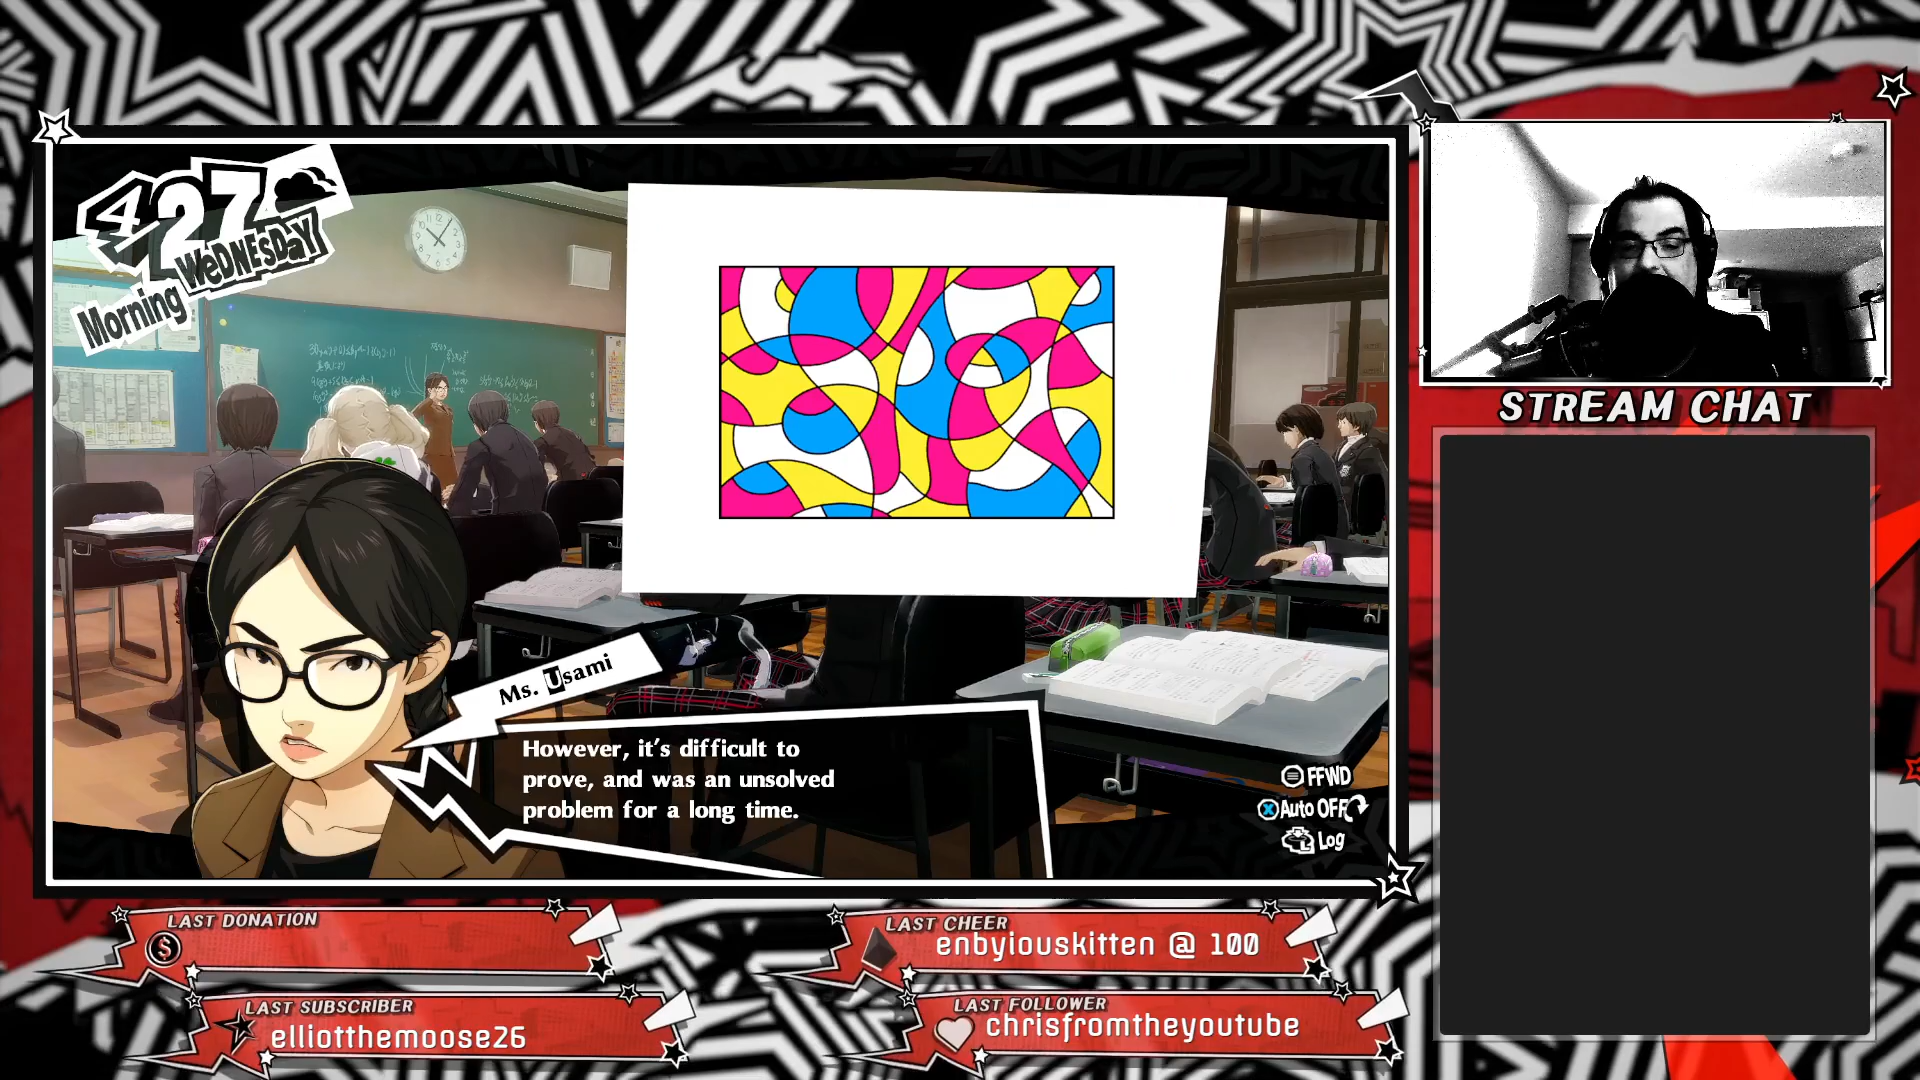 4 27
WeDNEsDaY
Morning
Ms. Usami
However, it's difficult to
prove, and was an unsolved
problem for a long time.
FFWD
Auto OFF
Log
STREAM CHAT
LAST DONATION
LAST CHEER
enbyiouskitten @ 100
LAST SUBSCRIBER
elliotthemoose26
LAST FOLLOWER
chrisfromtheyoutube